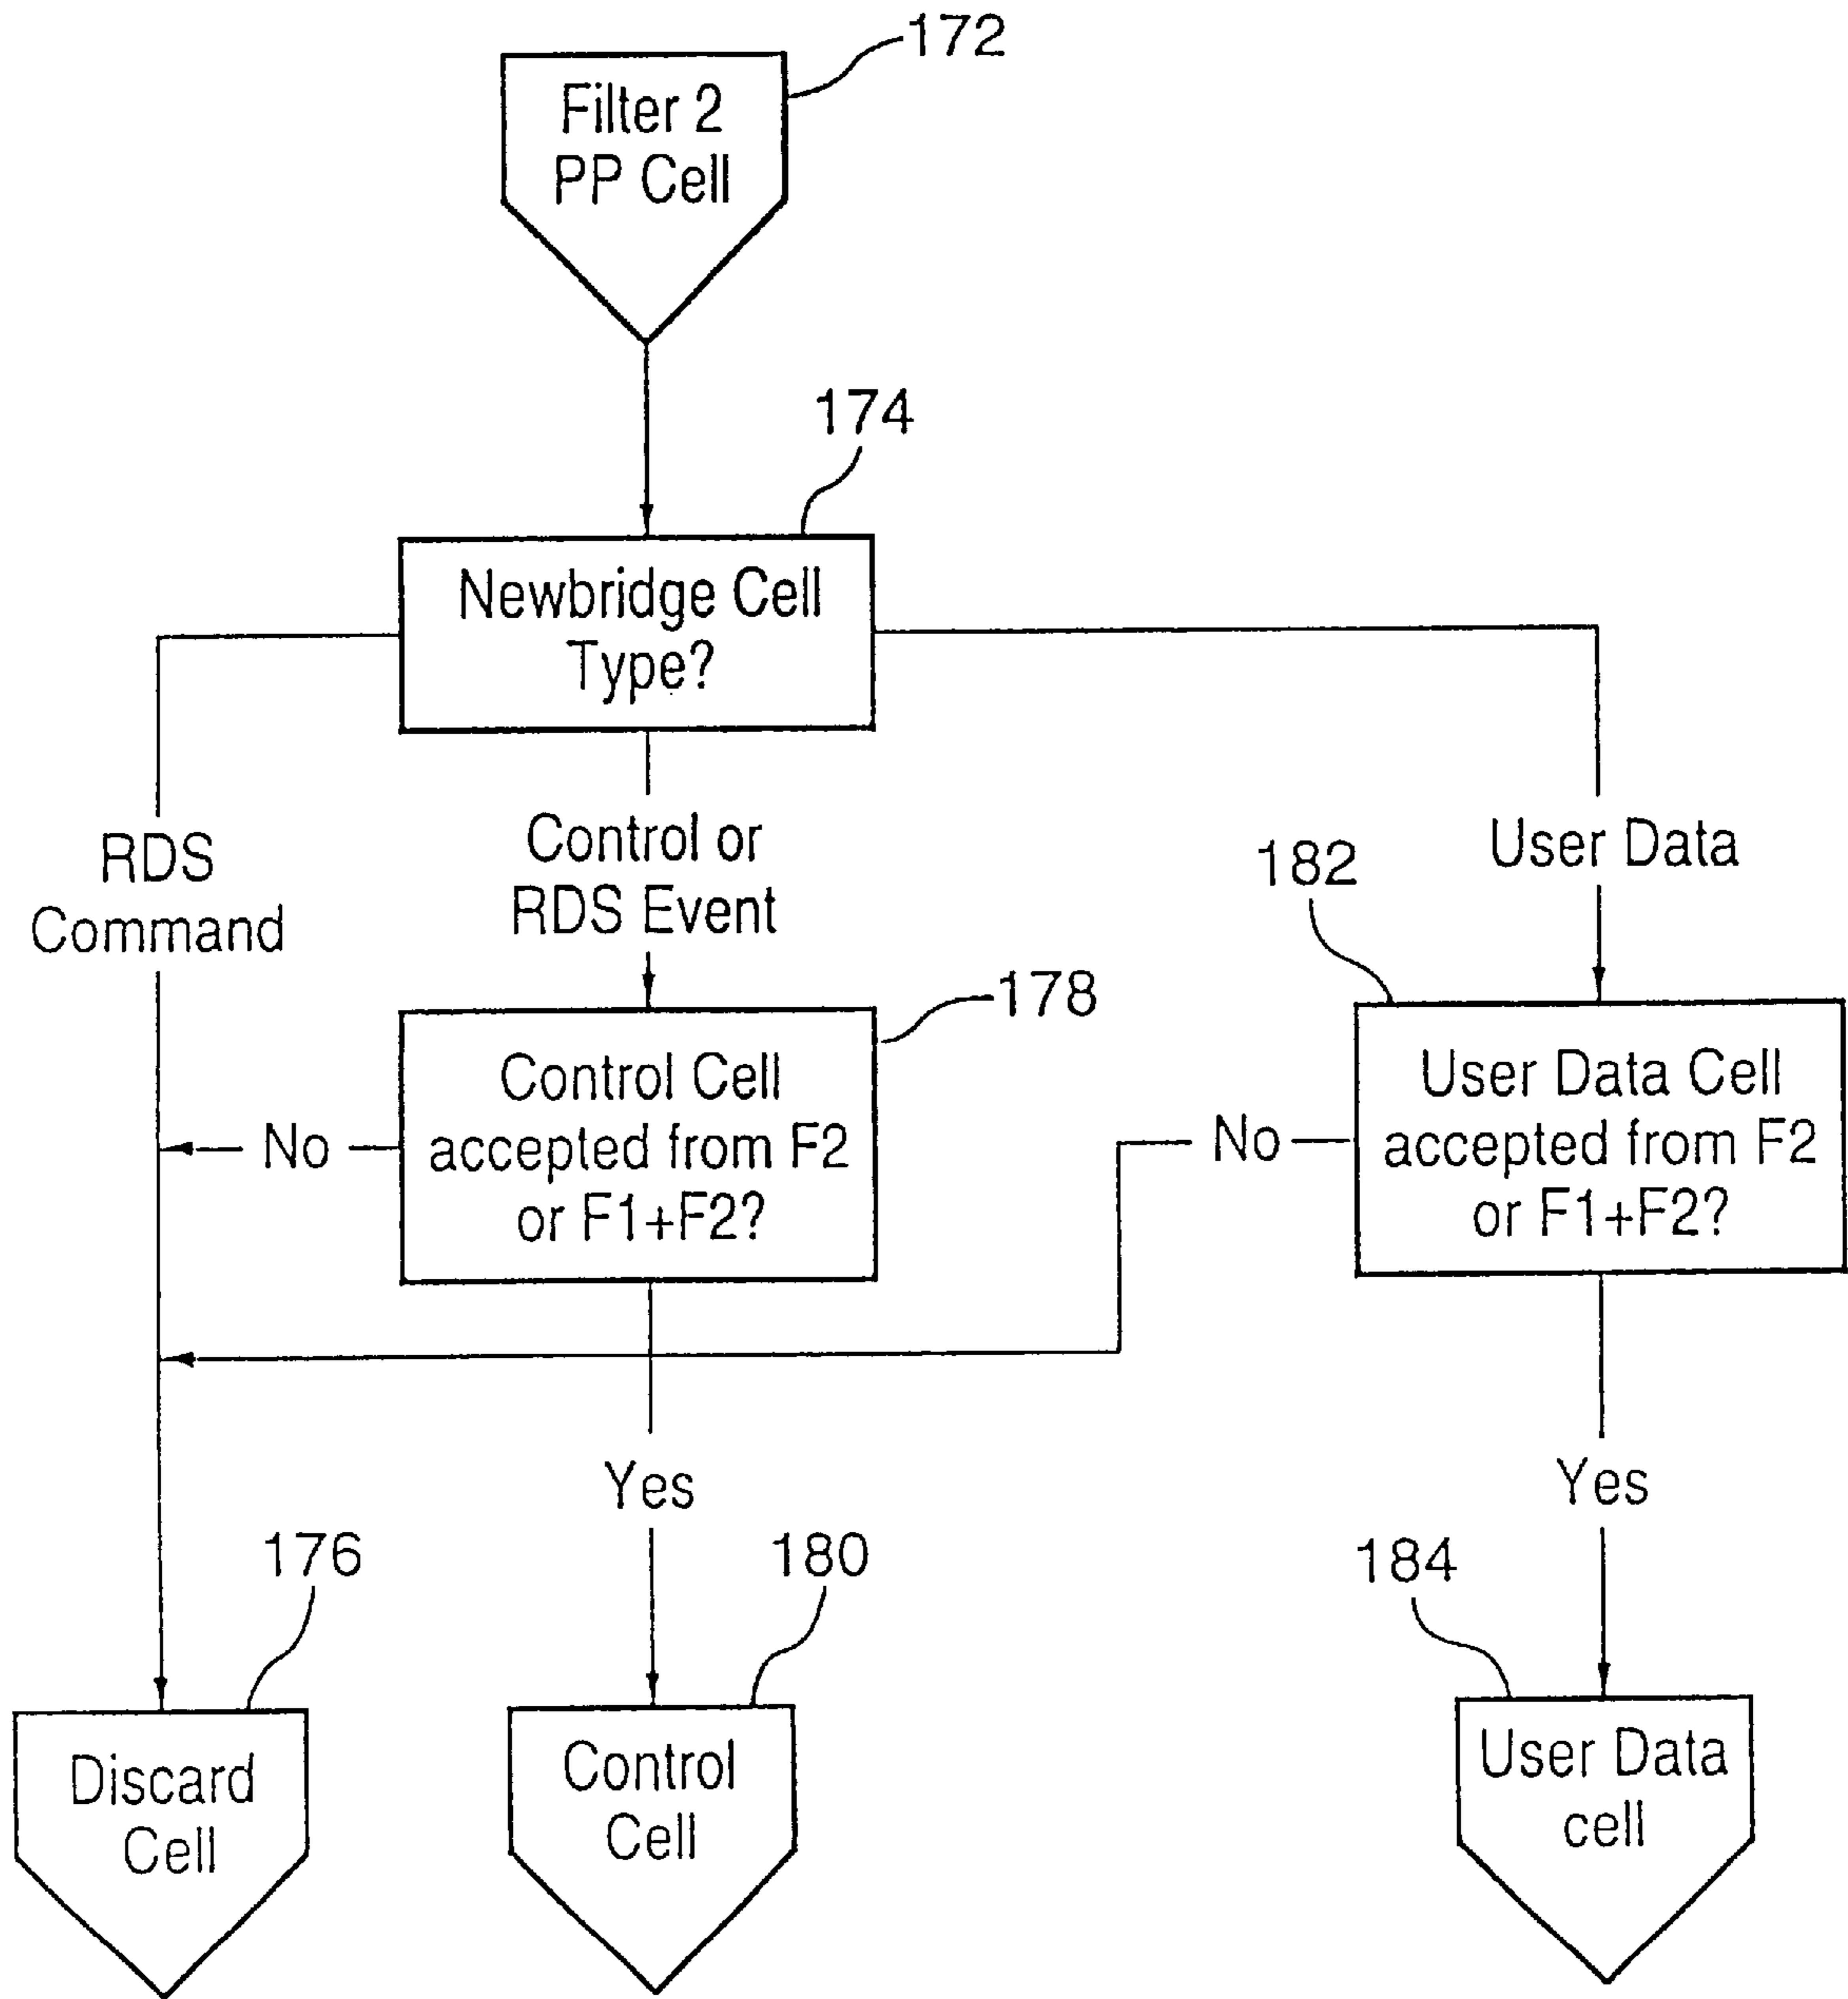 172
Filter 2
PP Cell
174
Newbridge Cell
Type?
RDS
Command
Control or
RDS Event
User Data
182
178
Control Cell
accepted from F2
or F1+F2?
No
User Data Cell
accepted from F2
or F1+F2?
No
Yes
Yes
176
180
184
Discard
Cell
Control
Cell
User Data
cell